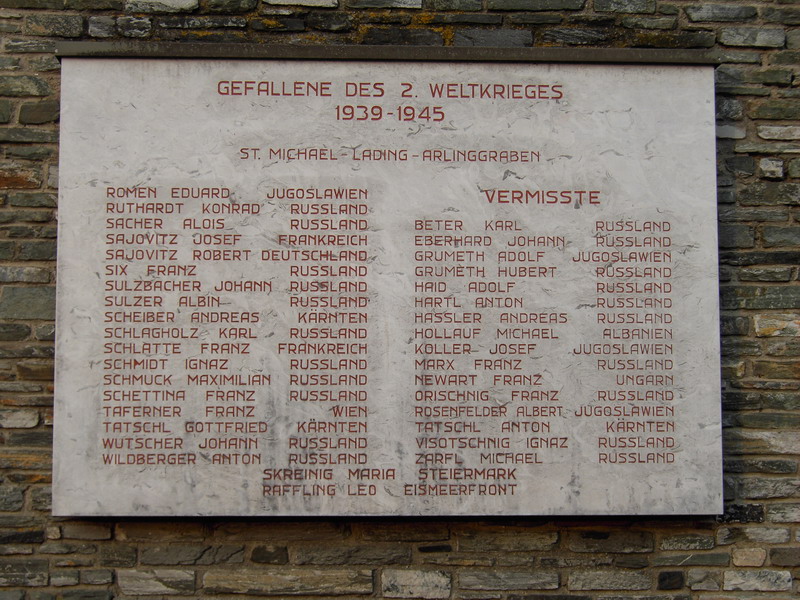 GEFALLENE DES 2. WELTKRIEGES
1939-1945
ST. MICHAEL-LADING-ARLINGGRABEN
ROMEN EDUARD JUGOSLAWIEN
RUTHARDT KONRAD RUSSLAND
SACHER ALOIS RUSSLAND
SAJOVITZ JOSEF FRANKREICH
SAJOVITZ ROBERT DEUTSCHLAND
SIX FRANZ RUSSLAND
SULZBACHER JOHANN RUSSLAND
SULZER ALBIN RUSSLAND
SCHEIBER ANDREAS KÄRNTEN
SCHLAGHOLZ KARL RUSSLAND
SCHLATTE FRANZ FRANKREICH
SCHMIDT IGNAZ RUSSLAND
SCHMUCK MAXIMILIAN RUSSLAND
SCHETTINA FRANZ RUSSLAND
TAFERNER FRANZ WIEN
TATSCHL GOTTFRIED KÄRNTEN
WUTSCHER JOHANN RUSSLAND
WILDBERGER ANTON RUSSLAND
VERMISSTE
BETER KARL RUSSLAND
EBERHARD JOHANN RUSSLAND
GRUMETH ADOLF JUGOSLAWIEN
GRUMETH HUBERT RUSSLAND
HAID ADOLF RUSSLAND
HARTL ANTON RUSSLAND
HASSLER ANDREAS RUSSLAND
HOLLAUF MICHAEL ALBANIEN
KOLLER JOSEF JUGOSLAWIEN
MARX FRANZ RUSSLAND
NEWART FRANZ UNGARN
ORISCHNIG FRANZ RUSSLAND
ROSENFELDER ALBERT JUGOSLAWIEN
TATSCHL ANTON KÄRNTEN
VISOTSCHNIG IGNAZ RUSSLAND
ZARFL MICHAEL RUSSLAND
SKREINIG MARIA STEIERMARK
RAFFLING LEO EISMEERFRONT